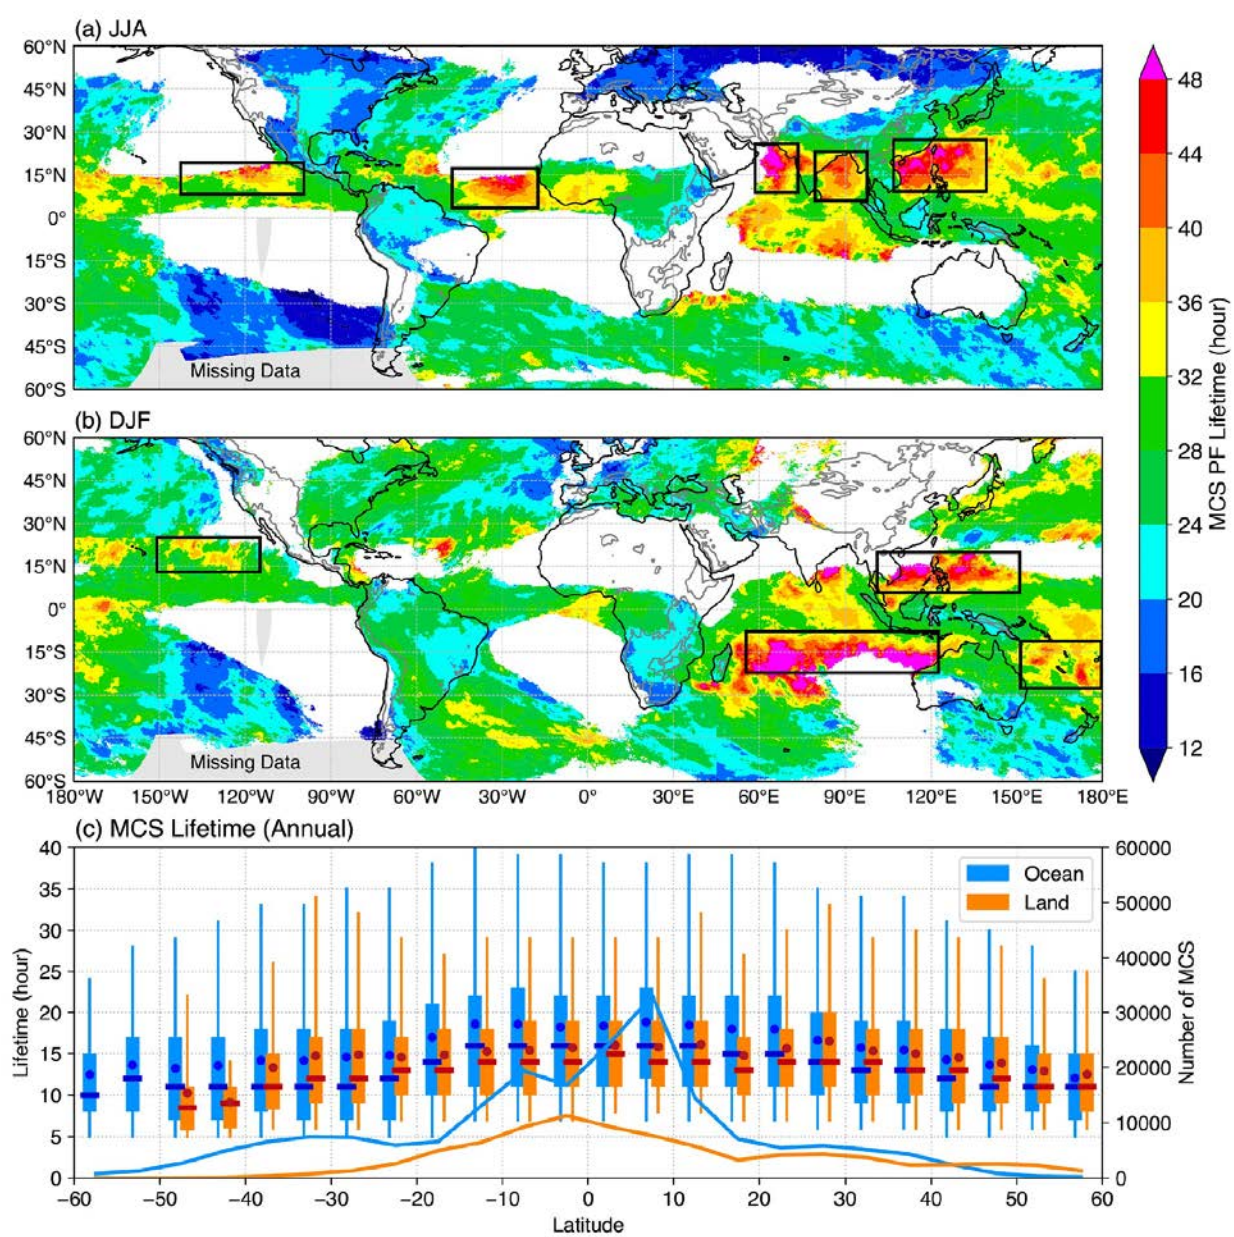 (a) JJA
60°N
45°N
30°N
15°N
0°
15°S
30°S
45°S
60°S
Missing Data
(b) DJF
60°N
45°N
30°N
15°N
0°
15°S
30°S
45°S
60°S
Missing Data
180°W 150°W 120°W 90°W 60°W 30°W 0° 30°E 60°E 90°E 120°E 150°E 180°E
48
44
40
36
32
28
24
20
16
12
MCS PF Lifetime (hour)
(c) MCS Lifetime (Annual)
40
35
30
25
20
15
10
5
0
Lifetime (hour)
Ocean
Land
60000
50000
40000
30000
20000
10000
0
Number of MCS
−60 −50 −40 −30 −20 −10 0 10 20 30 40 50 60
Latitude